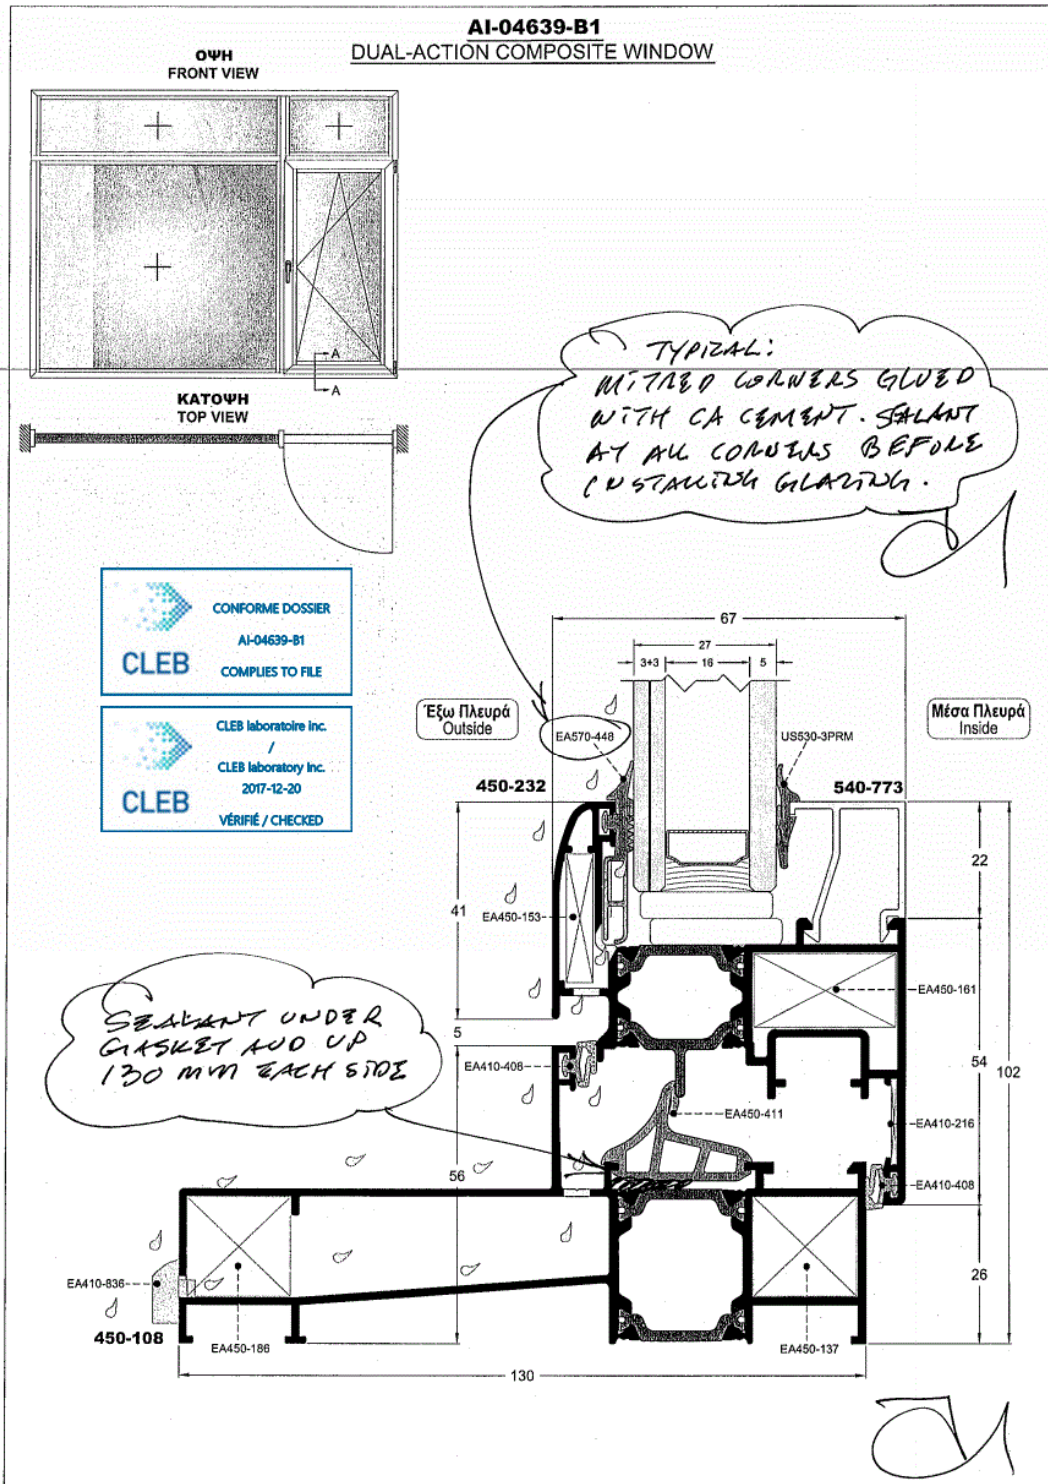 AI-04639-B1
DUAL-ACTION COMPOSITE WINDOW
ΟΨΗ
FRONT VIEW
A
A
ΚΑΤΟΨΗ
TOP VIEW
TYPICAL:
MITRED CORNERS GLUED
WITH CA CEMENT. SEALANT
AT ALL CORNERS BEFORE
INSTALLING GLAZING.
CLEB
CONFORME DOSSIER
AI-04639-B1
COMPLIES TO FILE
CLEB
CLEB laboratoire inc.
/
CLEB laboratory Inc.
2017-12-20
VÉRIFIÉ / CHECKED
67
27
3+3
16
5
Έξω Πλευρά
Outside
Μέσα Πλευρά
Inside
EA570-448
US530-3PRM
450-232
540-773
22
41
EA450-153
EA450-161
SEALANT UNDER
GASKET AND UP
130 MM EACH SIDE
5
EA410-408
54
102
EA450-411
EA410-216
56
EA410-408
EA410-836
26
450-108
EA450-186
EA450-137
130